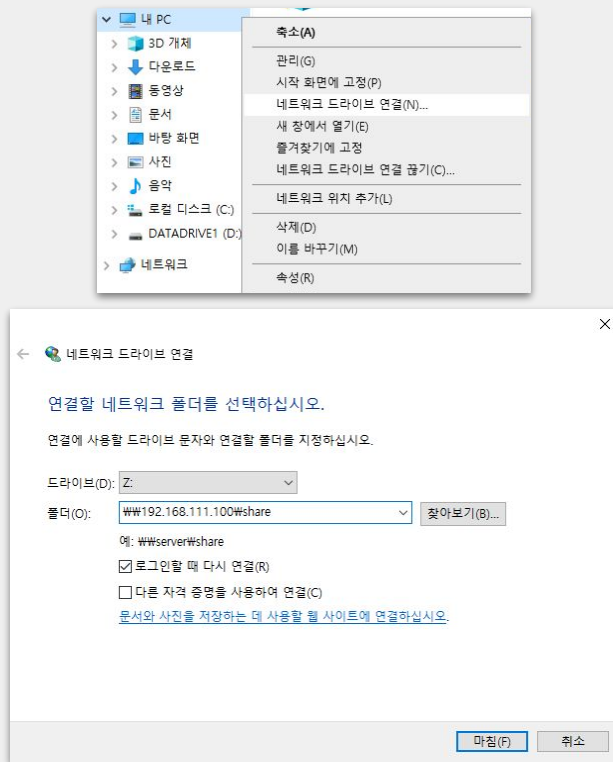 내 PC
3D 개체
다운로드
동영상
문서
바탕 화면
사진
음악
로컬 디스크 (C:)
DATADRIVE1 (D:)
네트워크
축소(A)
관리(G)
시작 화면에 고정(P)
네트워크 드라이브 연결(N)...
새 창에서 열기(E)
즐겨찾기에 고정
네트워크 드라이브 연결 끊기(C)...
네트워크 위치 추가(L)
삭제(D)
이름 바꾸기(M)
속성(R)
네트워크 드라이브 연결
연결할 네트워크 폴더를 선택하십시오.
연결에 사용할 드라이브 문자와 연결할 폴더를 지정하십시오.
드라이브(D): Z:
폴더(O): ₩₩192.168.111.100₩share 찾아보기(B)...
예: ₩₩server₩share
로그인할 때 다시 연결(R)
다른 자격 증명을 사용하여 연결(C)
문서와 사진을 저장하는 데 사용할 웹 사이트에 연결하십시오.
마침(F) 취소